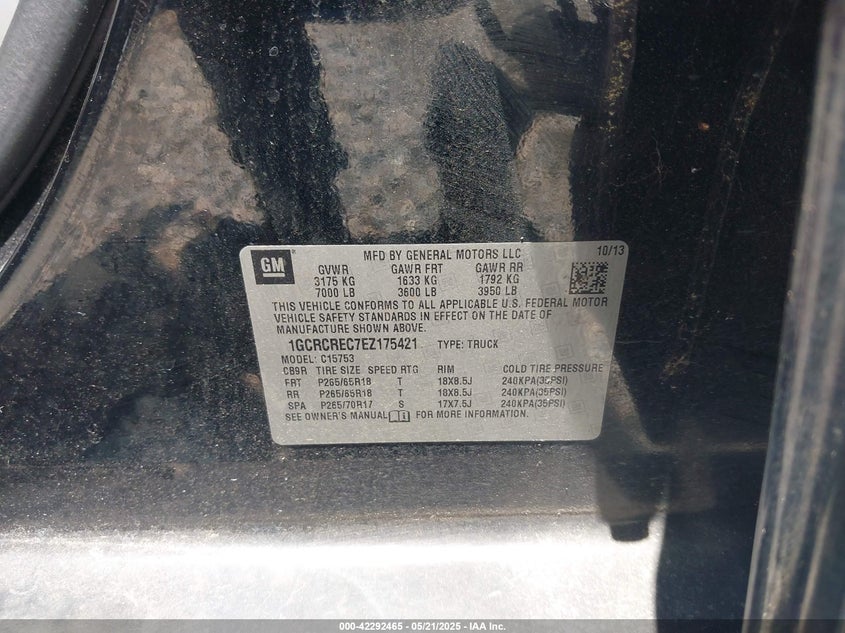 GM
MFD BY GENERAL MOTORS LLC 10/13
GVWR GAWR FRT GAWR RR
3175 KG 1633 KG 1792 KG
7000 LB 3600 LB 3950 LB
THIS VEHICLE CONFORMS TO ALL APPLICABLE U.S. FEDERAL MOTOR
VEHICLE SAFETY STANDARDS IN EFFECT ON THE DATE OF
MANUFACTURE SHOWN ABOVE.
1GCRCREC7EZ175421 TYPE: TRUCK
MODEL: C15753
CB9R TIRE SIZE SPEED RTG RIM COLD TIRE PRESSURE
FRT P265/65R18 T 18X8.5J 240KPA(35PSI)
RR P265/65R18 T 18X8.5J 240KPA(35PSI)
SPA P265/70R17 S 17X7.5J 240KPA(35PSI)
SEE OWNER'S MANUAL FOR MORE INFORMATION.
000-42292465 - 05/21/2025 - IAA Inc.